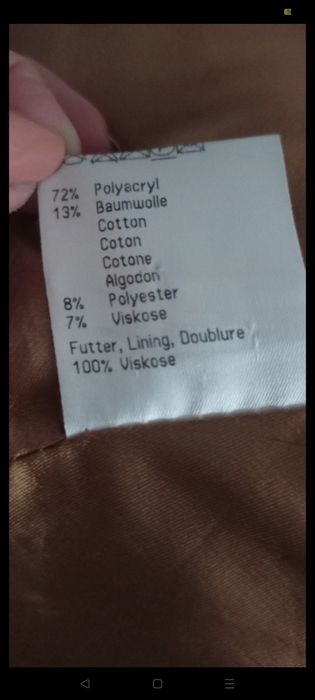 72% Polyacryl
13% Baumwolle
Cotton
Coton
Cotone
Algodon
8% Polyester
7% Viskose
Futter, Lining, Doublure
100% Viskose